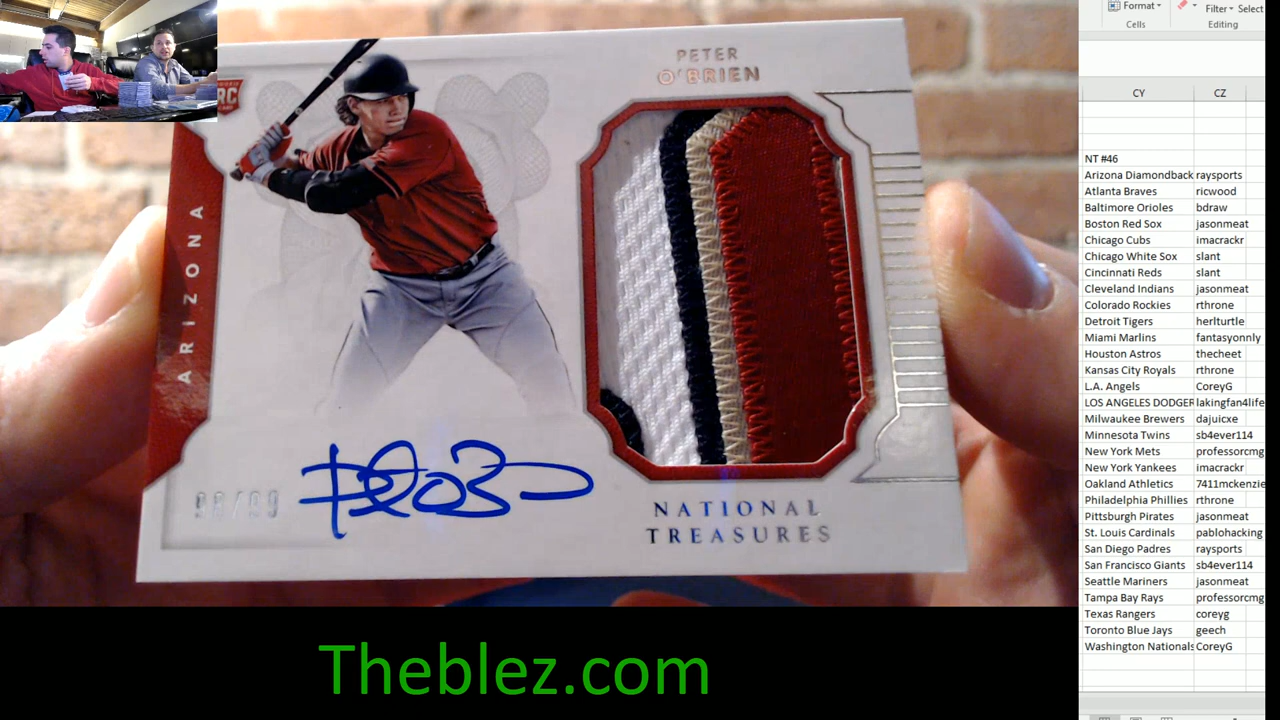 Format
Filter
Select
Cells
Editing
CY CZ
RC
PETER
O'BRIEN
ARIZONA
NATIONAL
TREASURES
Theblez.com
NT #46
Arizona Diamondback raysports
Atlanta Braves ricwood
Baltimore Orioles bdraw
Boston Red Sox jasonmeat
Chicago Cubs imacrackr
Chicago White Sox slant
Cincinnati Reds slant
Cleveland Indians jasonmeat
Colorado Rockies rthrone
Detroit Tigers herlturtle
Miami Marlins fantasyonnly
Houston Astros thecheet
Kansas City Royals rthrone
L.A. Angels CoreyG
LOS ANGELES DODGER lakingfan4life
Milwaukee Brewers dajuicxe
Minnesota Twins sb4ever114
New York Mets professorcmg
New York Yankees imacrackr
Oakland Athletics 7411mckenzie
Philadelphia Phillies rthrone
Pittsburgh Pirates jasonmeat
St. Louis Cardinals pablohacking
San Diego Padres raysports
San Francisco Giants sb4ever114
Seattle Mariners jasonmeat
Tampa Bay Rays professorcmg
Texas Rangers coreyg
Toronto Blue Jays geech
Washington Nationals CoreyG